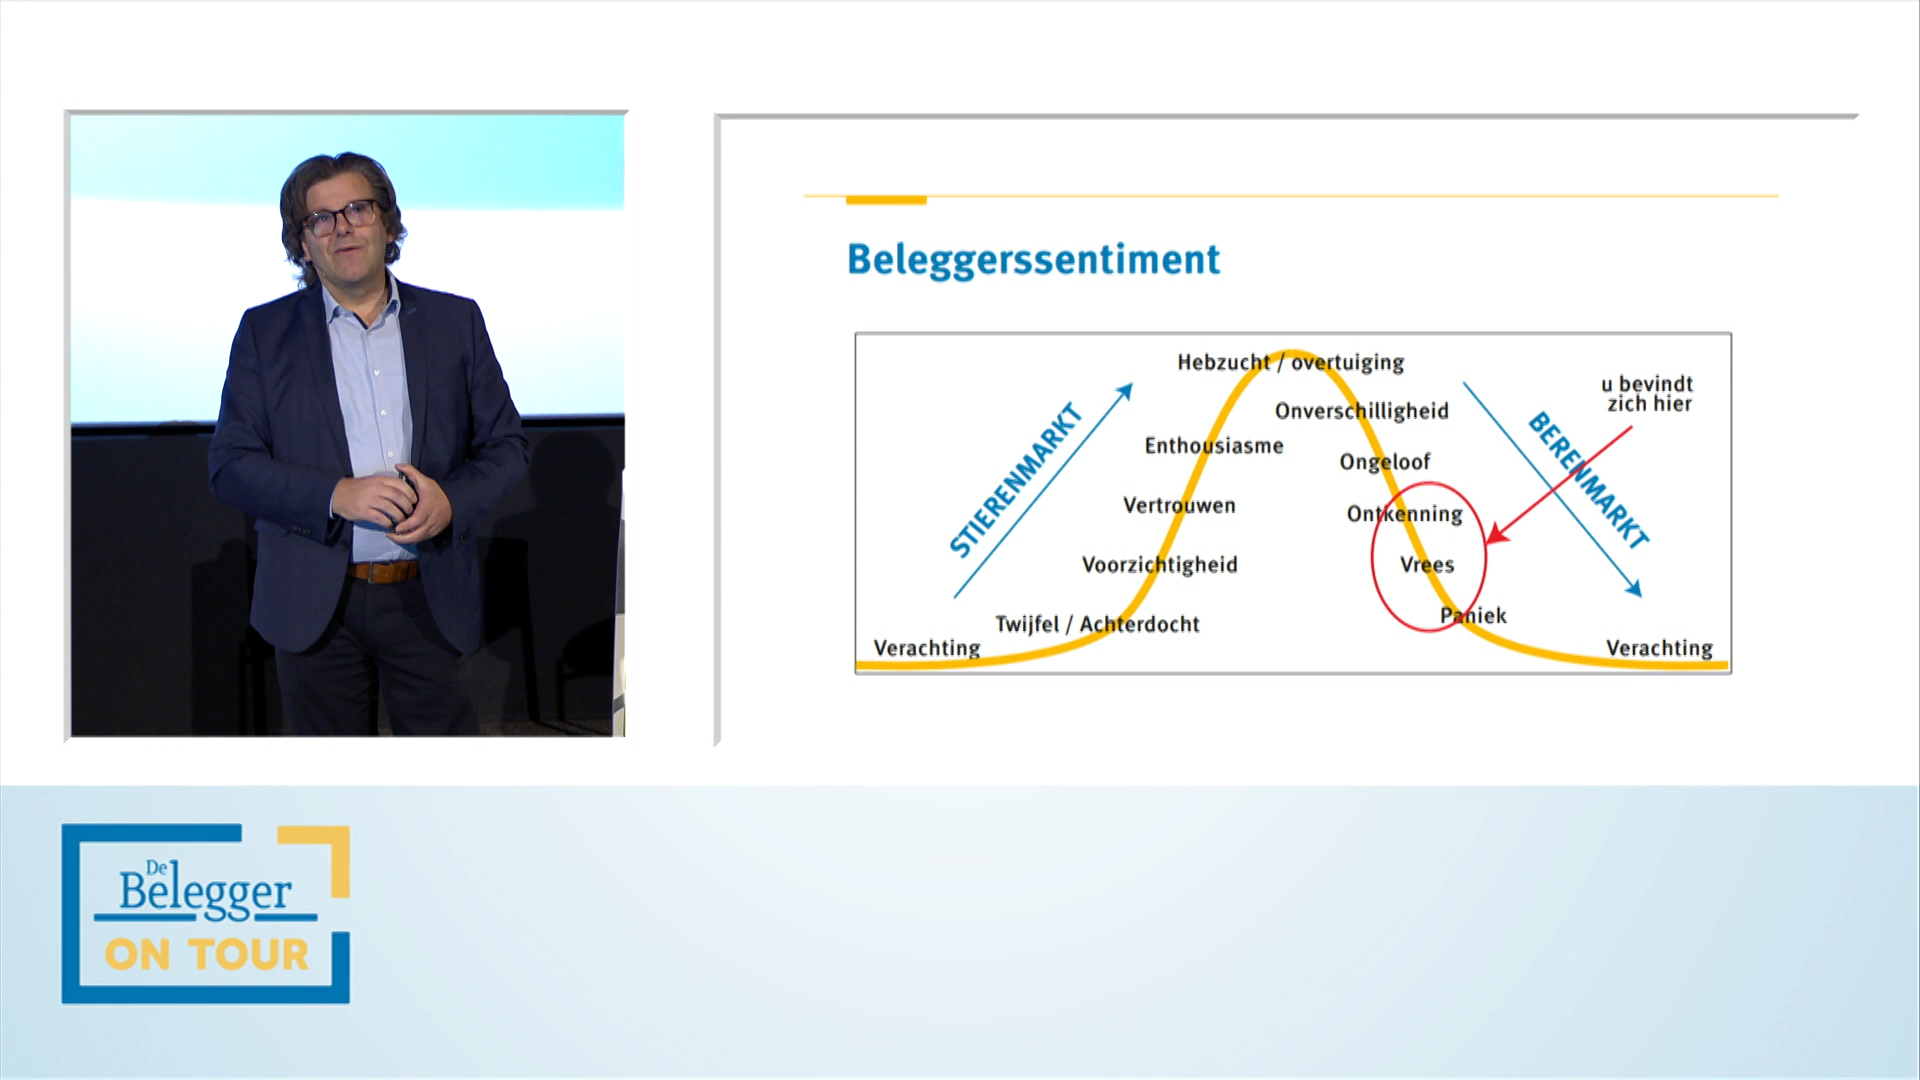 Beleggerssentiment
Hebzucht / overtuiging
u bevindt
zich hier
Onverschilligheid
STIERENMARKT
BERENMARKT
Enthousiasme
Ongeloof
Vertrouwen
Ontkenning
Voorzichtigheid
Vrees
Twijfel / Achterdocht
Paniek
Verachting
Verachting
De
Belegger
ON TOUR